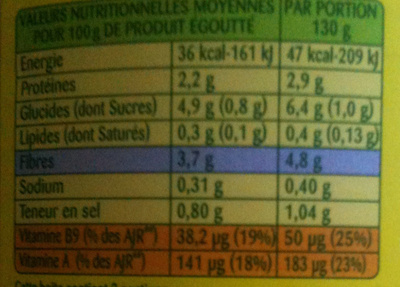 VALEURS NUTRITIONNELLES MOYENNES POUR 100g DE PRODUIT EGOUTTÉ PAR PORTION 130 g
Energie 36 kcal-161 kJ 47 kcal-209 kJ
Protéines 2,2 g 2,9 g
Glucides (dont Sucres) 4,9 g (0,8 g) 6,4 g (1,0 g)
Lipides (dont Saturés) 0,3 g (0,1 g) 0,4 g (0,13 g)
Fibres 3,7 g 4,8 g
Sodium 0,31 g 0,40 g
Teneur en sel 0,80 g 1,04 g
Vitamine B9 (% des AJR**) 38,2 µg (19%) 50 µg (25%)
Vitamine A (% des AJR**) 141 µg (18%) 183 µg (23%)